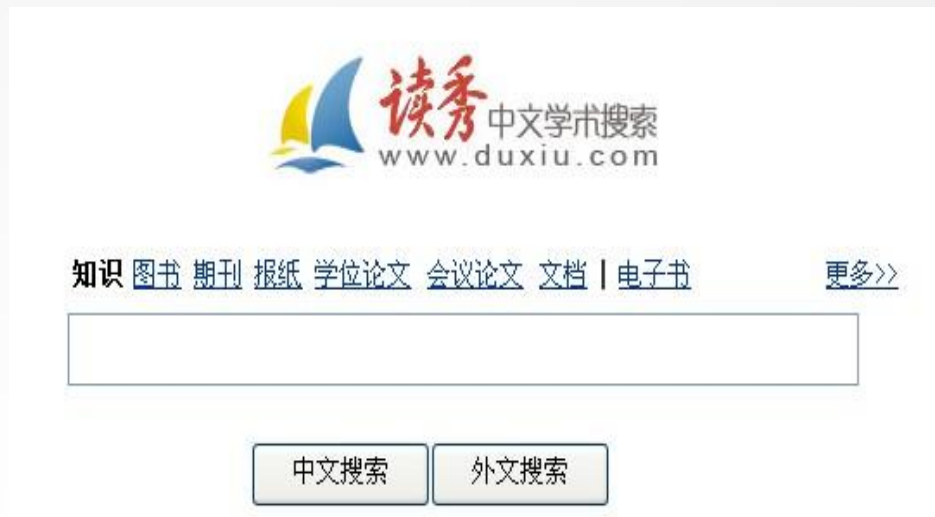 读秀中文学术搜索
www.duxiu.com
知识 图书 期刊 报纸 学位论文 会议论文 文档 | 电子书 更多>>
中文搜索 外文搜索